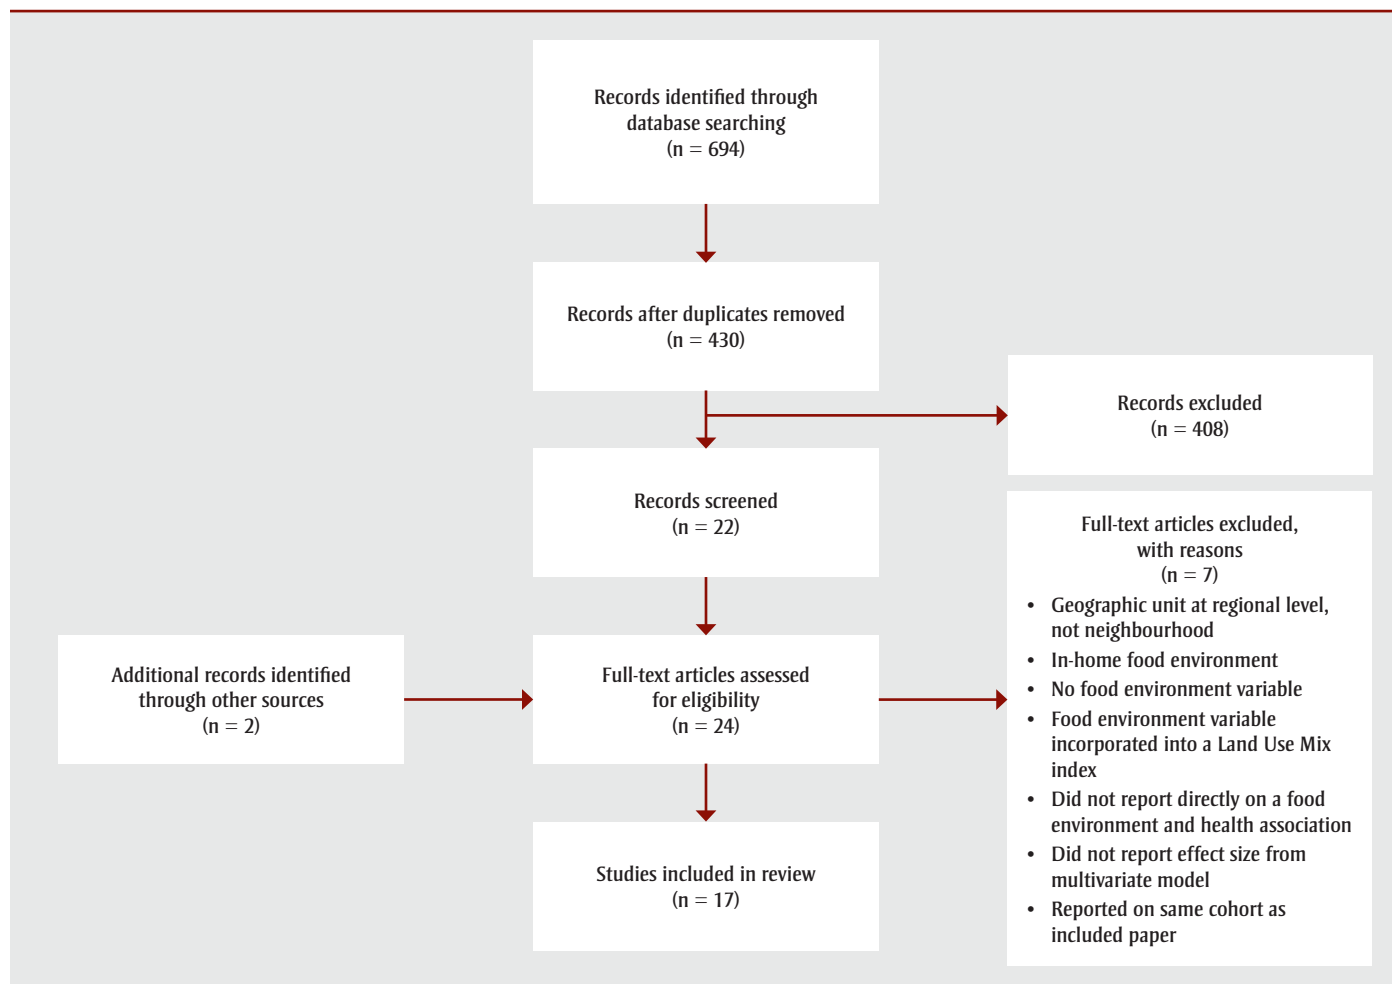 Records identified through
database searching
(n = 694)
Records after duplicates removed
(n = 430)
Records excluded
(n = 408)
Records screened
(n = 22)
Additional records identified
through other sources
(n = 2)
Full-text articles assessed
for eligibility
(n = 24)
Full-text articles excluded,
with reasons
(n = 7)
• Geographic unit at regional level,
not neighbourhood
• In-home food environment
• No food environment variable
• Food environment variable
incorporated into a Land Use Mix
index
• Did not report directly on a food
environment and health association
• Did not report effect size from
multivariate model
• Reported on same cohort as
included paper
Studies included in review
(n = 17)